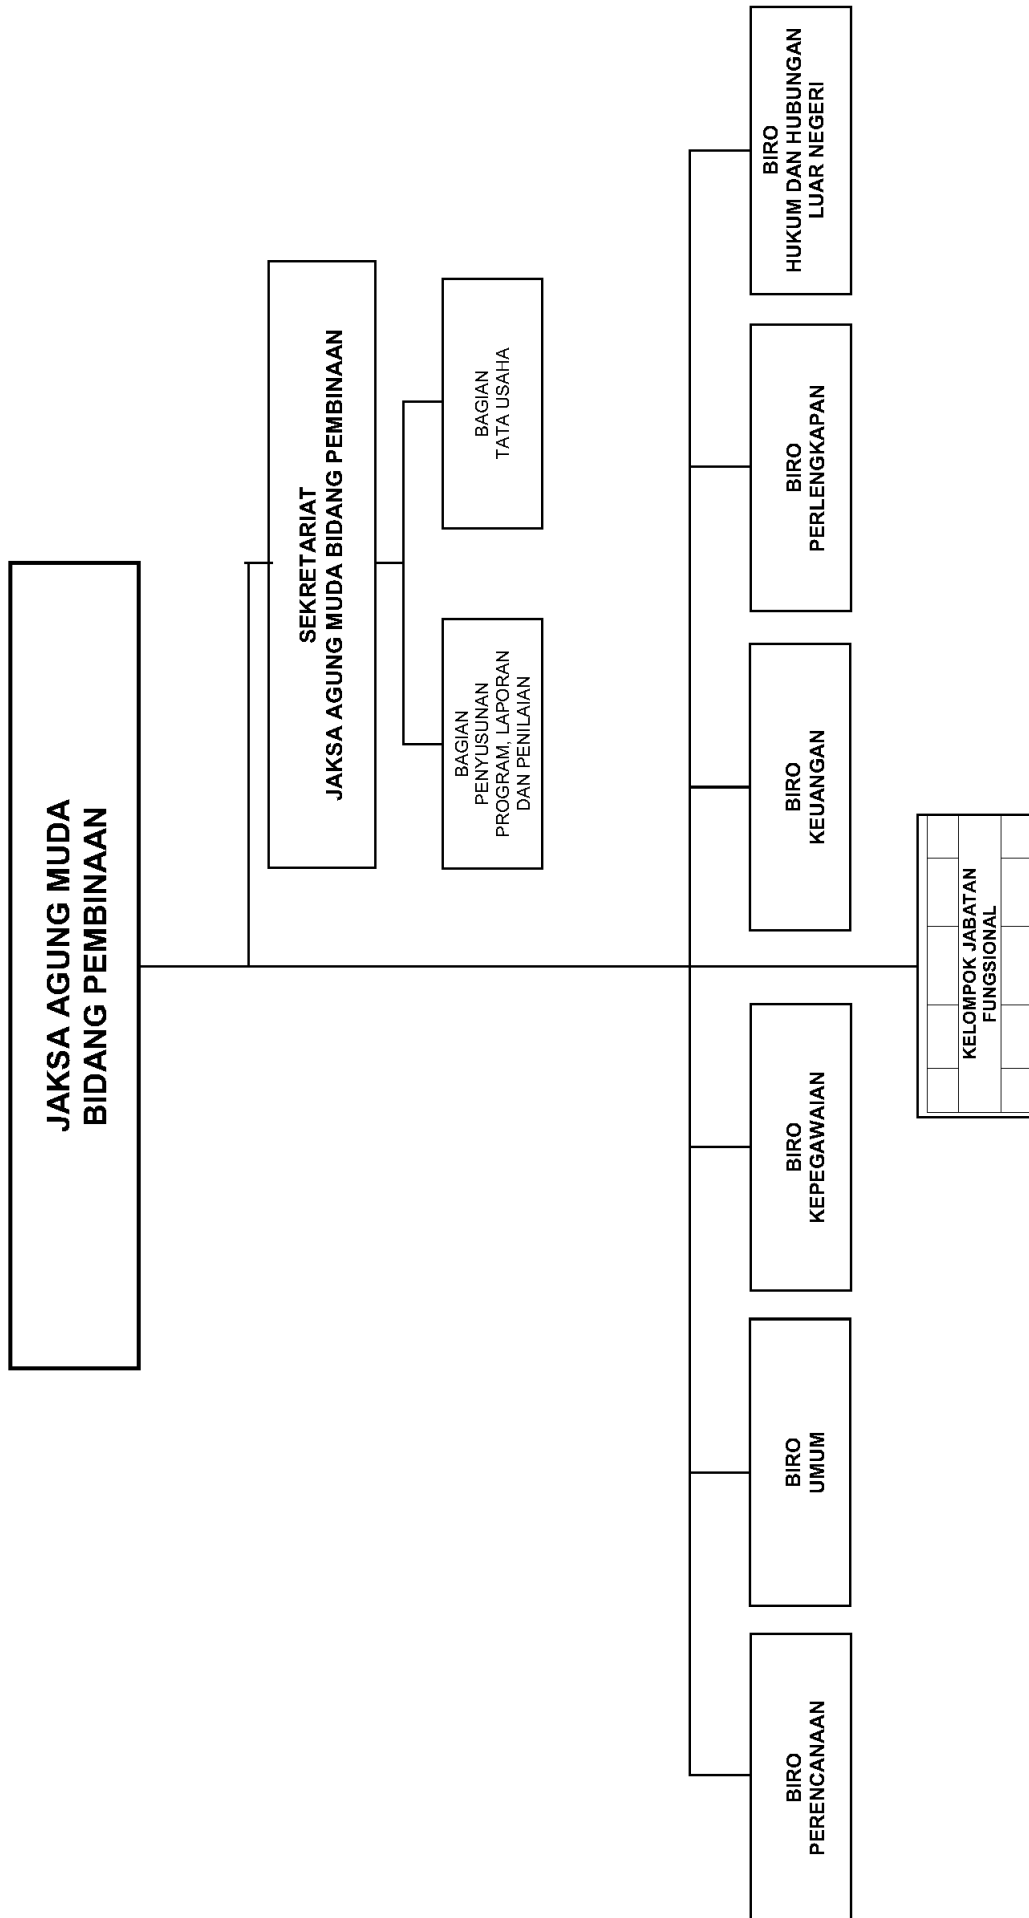 JAKSA AGUNG MUDA
BIDANG PEMBINAAN
SEKRETARIAT
JAKSA AGUNG MUDA BIDANG PEMBINAAN
BAGIAN
PENYUSUNAN
PROGRAM, LAPORAN
DAN PENILAIAN
BAGIAN
TATA USAHA
BIRO
PERENCANAAN
BIRO
UMUM
BIRO
KEPEGAWAIAN
BIRO
KEUANGAN
BIRO
PERLENGKAPAN
BIRO
HUKUM DAN HUBUNGAN
LUAR NEGERI
KELOMPOK JABATAN
FUNGSIONAL